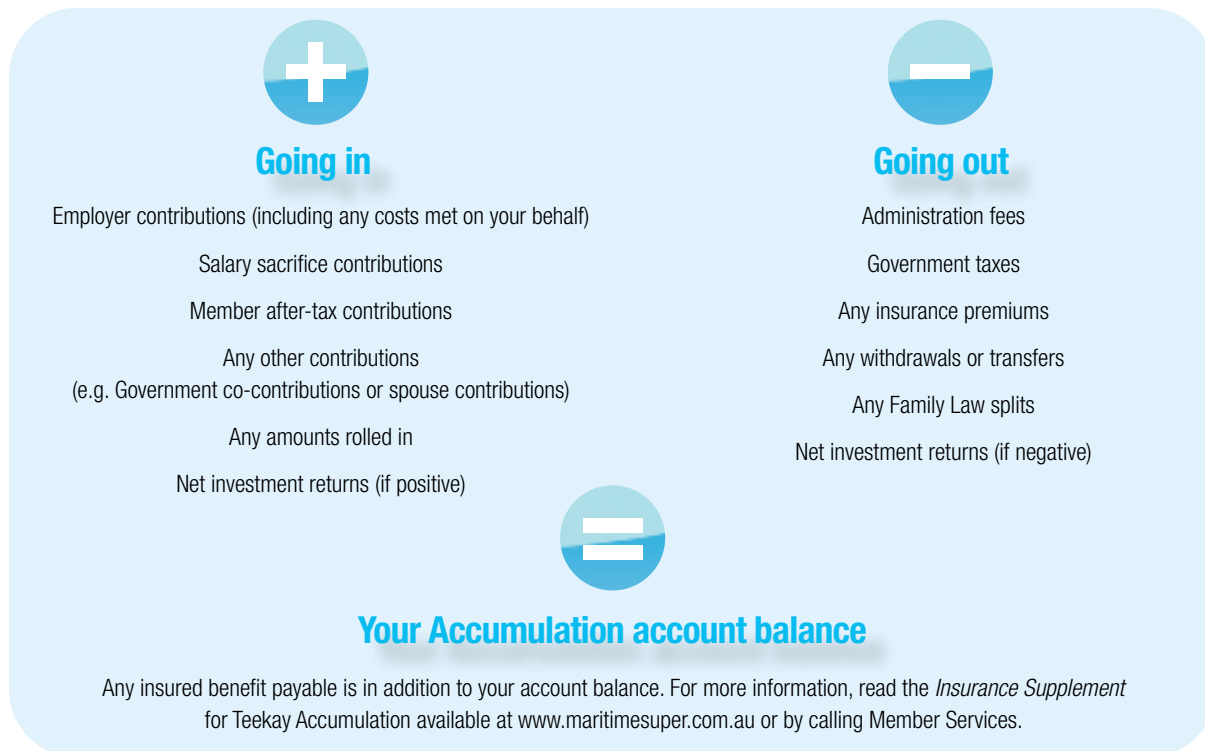 Going in
Employer contributions (including any costs met on your behalf)
Salary sacrifice contributions
Member after-tax contributions
Any other contributions
(e.g. Government co-contributions or spouse contributions)
Any amounts rolled in
Net investment returns (if positive)
Going out
Administration fees
Government taxes
Any insurance premiums
Any withdrawals or transfers
Any Family Law splits
Net investment returns (if negative)
Your Accumulation account balance
Any insured benefit payable is in addition to your account balance. For more information, read the Insurance Supplement
for Teekay Accumulation available at www.maritimesuper.com.au or by calling Member Services.